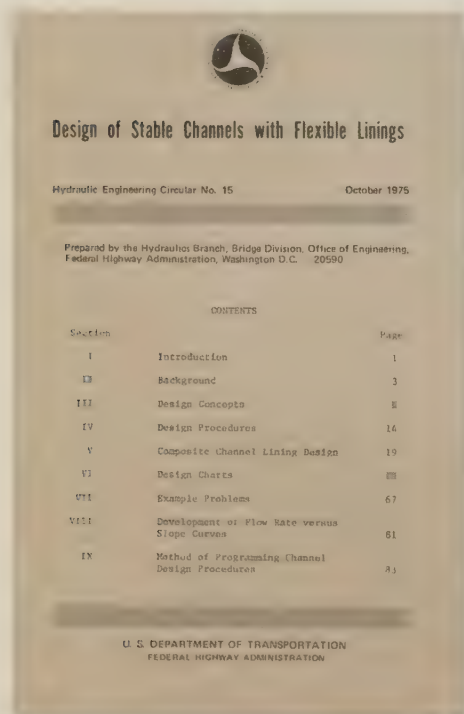 Design of Stable Channels with Flexible Linings
Hydraulic Engineering Circular No. 15 October 1975
Prepared by the Hydraulics Branch, Bridge Division, Office of Engineering,
Federal Highway Administration, Washington D.C. 20590
CONTENTS
Section Page
I Introduction 1
Background 3
III Design Concepts
IV Design Procedures
V Composite Channel Lining Design 19
VI Design Charts
VII Example Problems 67
VIII Development of Flow Rate versus
Slope Curves 81
IX Method of Programming Channel
Design Procedures
U. S. DEPARTMENT OF TRANSPORTATION
FEDERAL HIGHWAY ADMINISTRATION